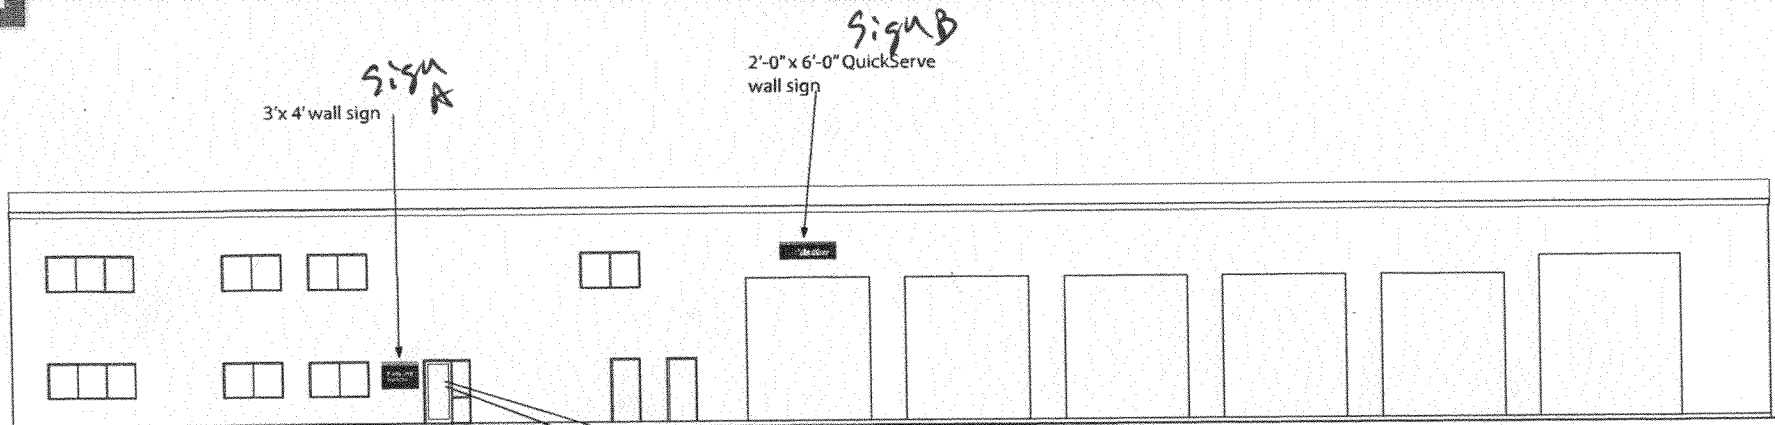 Sign B
2'-0" x 6'-0" QuickServe
wall sign
Sign
A
3'x 4' wall sign